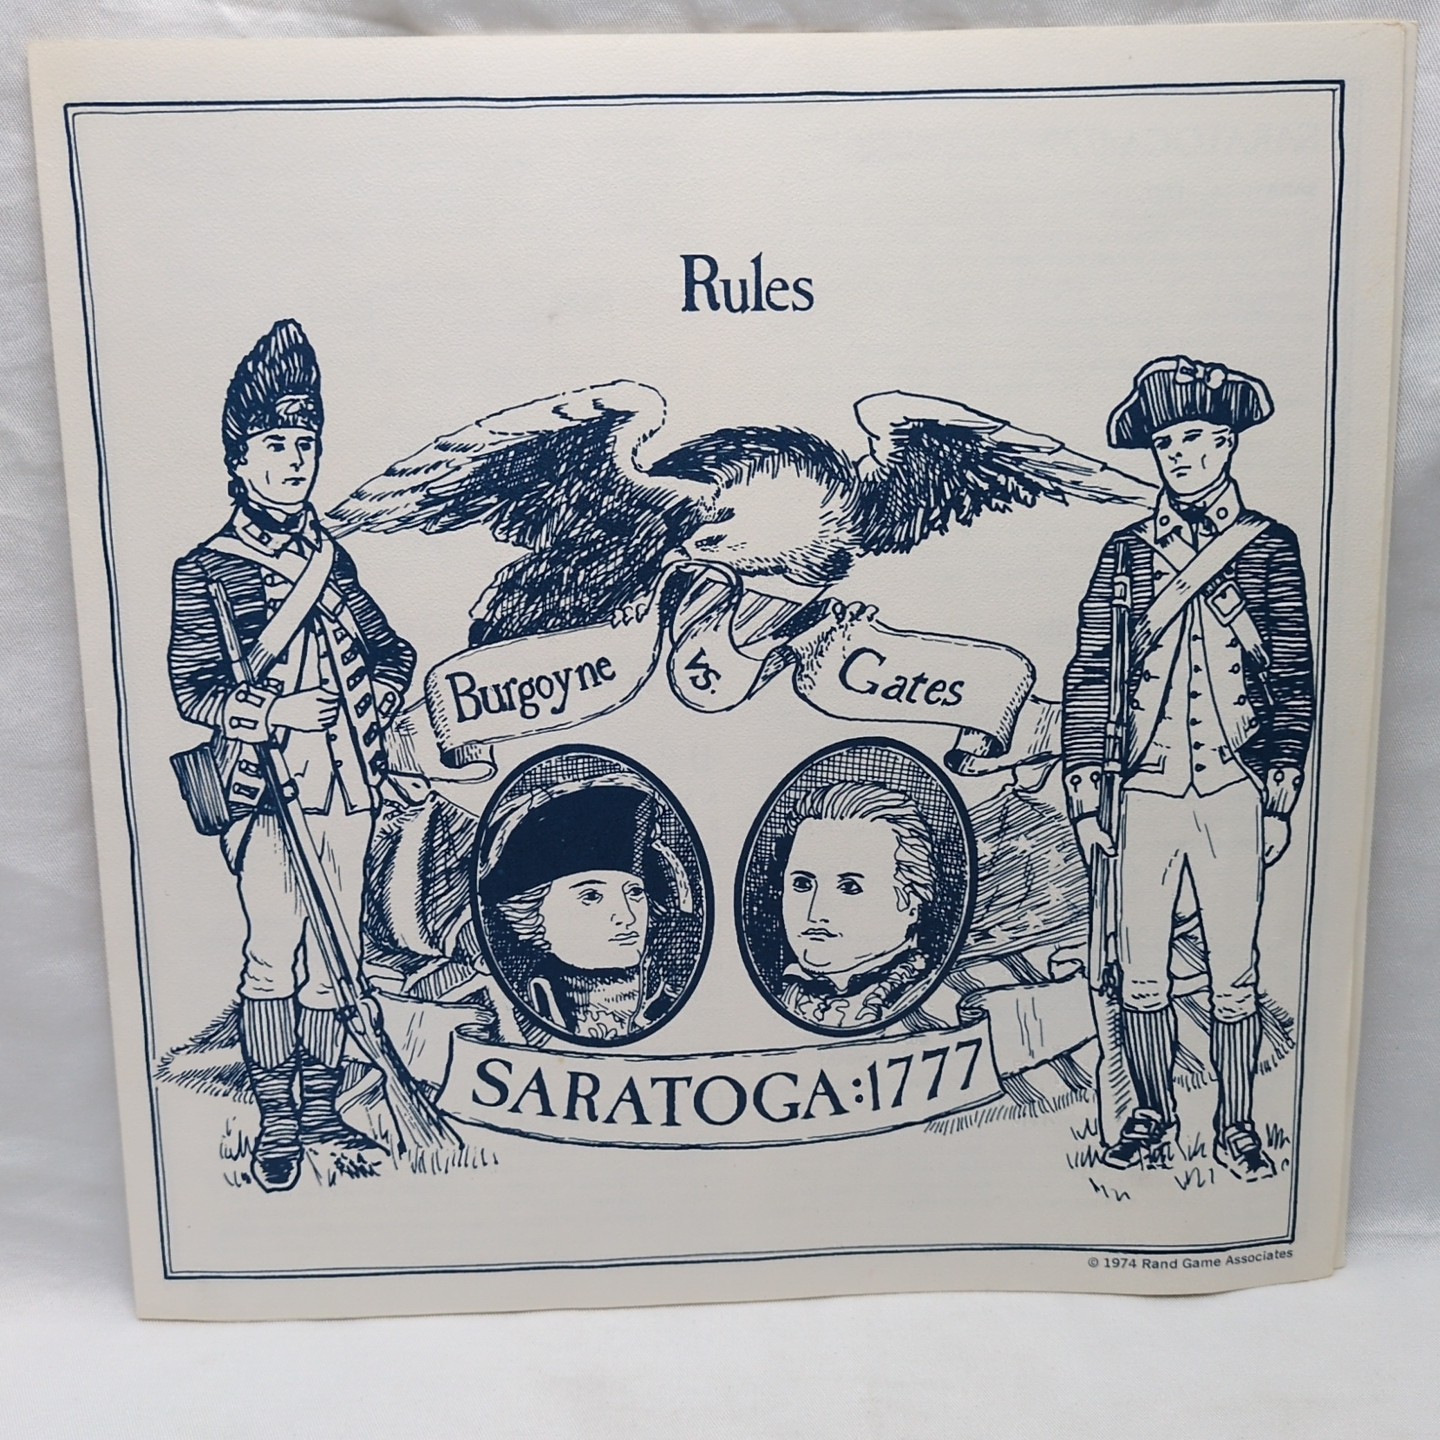 Rules
Burgoyne
vs.
Gates
SARATOGA:1777
© 1974 Rand Game Associates